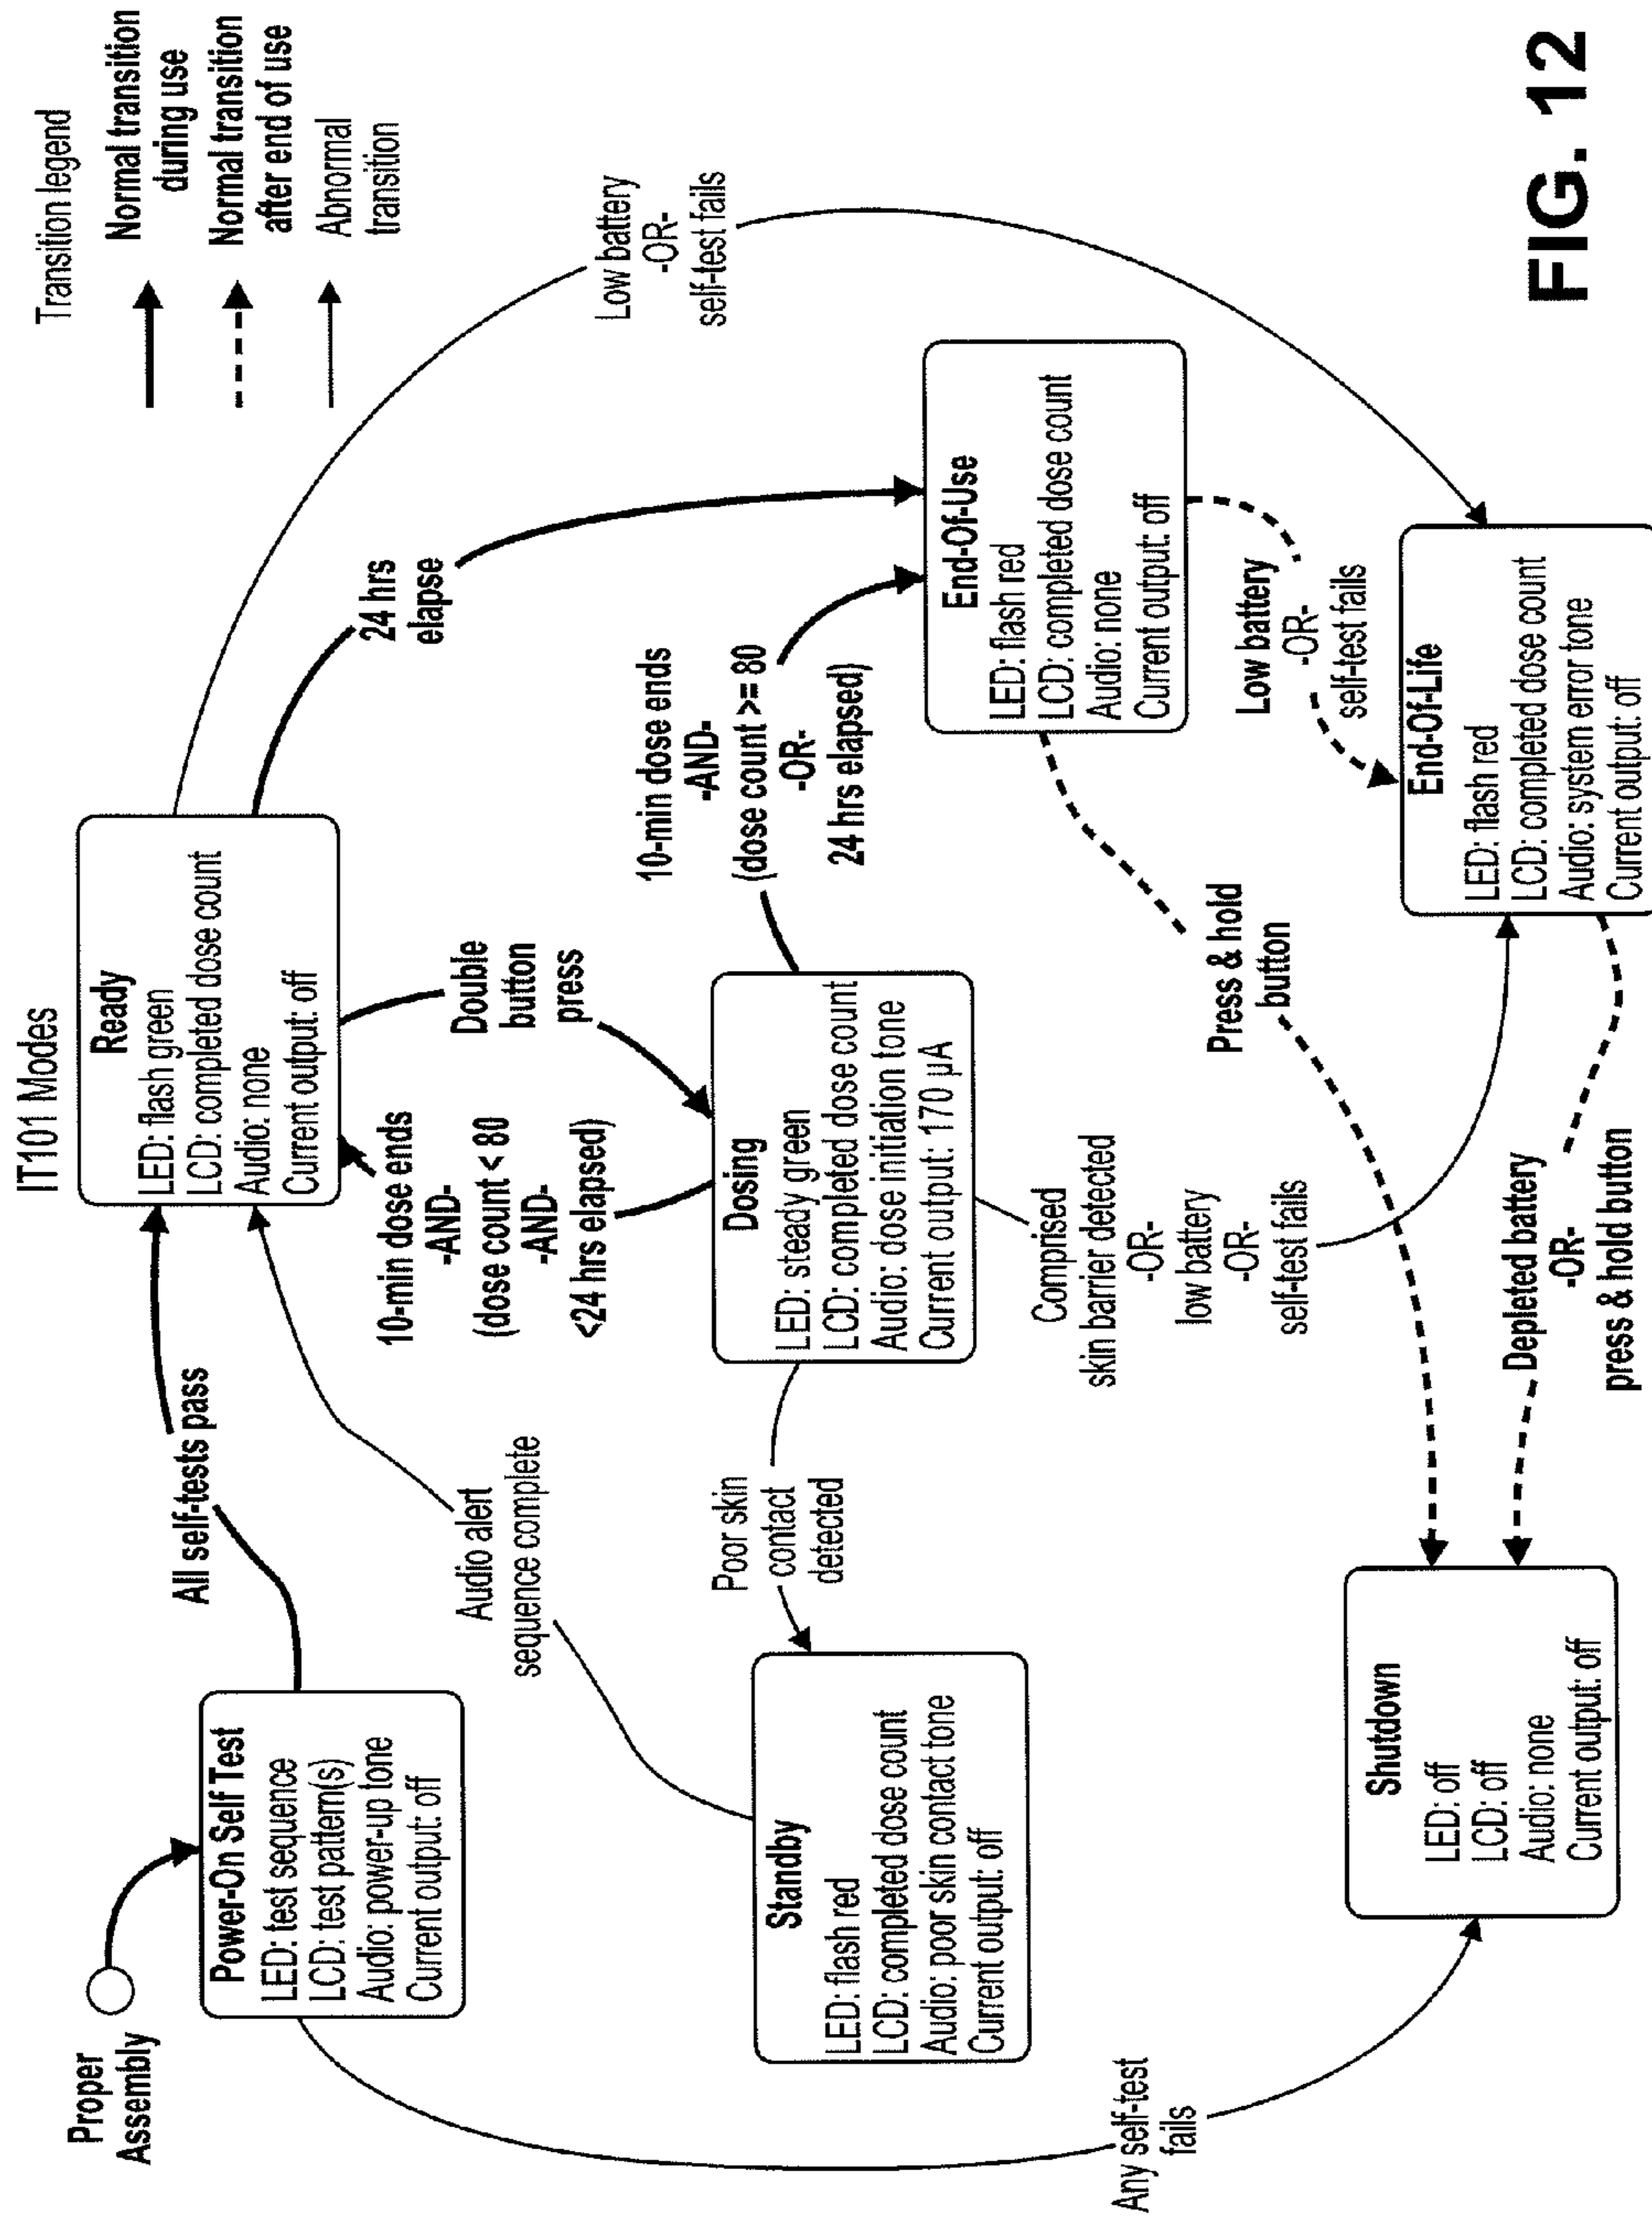 IT101 Modes
Proper
Assembly
Power-On Self Test
LED: test sequence
LCD: test pattern(s)
Audio: power-up tone
Current output: off
All self-tests pass
Ready
LED: flash green
LCD: completed dose count
Audio: none
Current output: off
Transition legend
Normal transition
during use
Normal transition
after end of use
Abnormal
transition
24 hrs
elapse
Low battery
-OR-
self-test fails
Audio alert
sequence complete
10-min dose ends
-AND-
(dose count < 80
-AND-
<24 hrs elapsed)
Double
button
press
10-min dose ends
-AND-
(dose count >= 80
-OR-
24 hrs elapsed)
Standby
LED: flash red
LCD: completed dose count
Audio: poor skin contact tone
Current output: off
Poor skin
contact
detected
Dosing
LED: steady green
LCD: completed dose count
Audio: dose initiation tone
Current output: 170 µA
End-Of-Use
LED: flash red
LCD: completed dose count
Audio: none
Current output: off
Comprised
skin barrier detected
-OR-
low battery
-OR-
self-test fails
Press & hold
button
Low battery
-OR-
self-test fails
Any self-test
fails
Shutdown
LED: off
LCD: off
Audio: none
Current output: off
Depleted battery
-OR-
press & hold button
End-Of-Life
LED: flash red
LCD: completed dose count
Audio: system error tone
Current output: off
FIG. 12